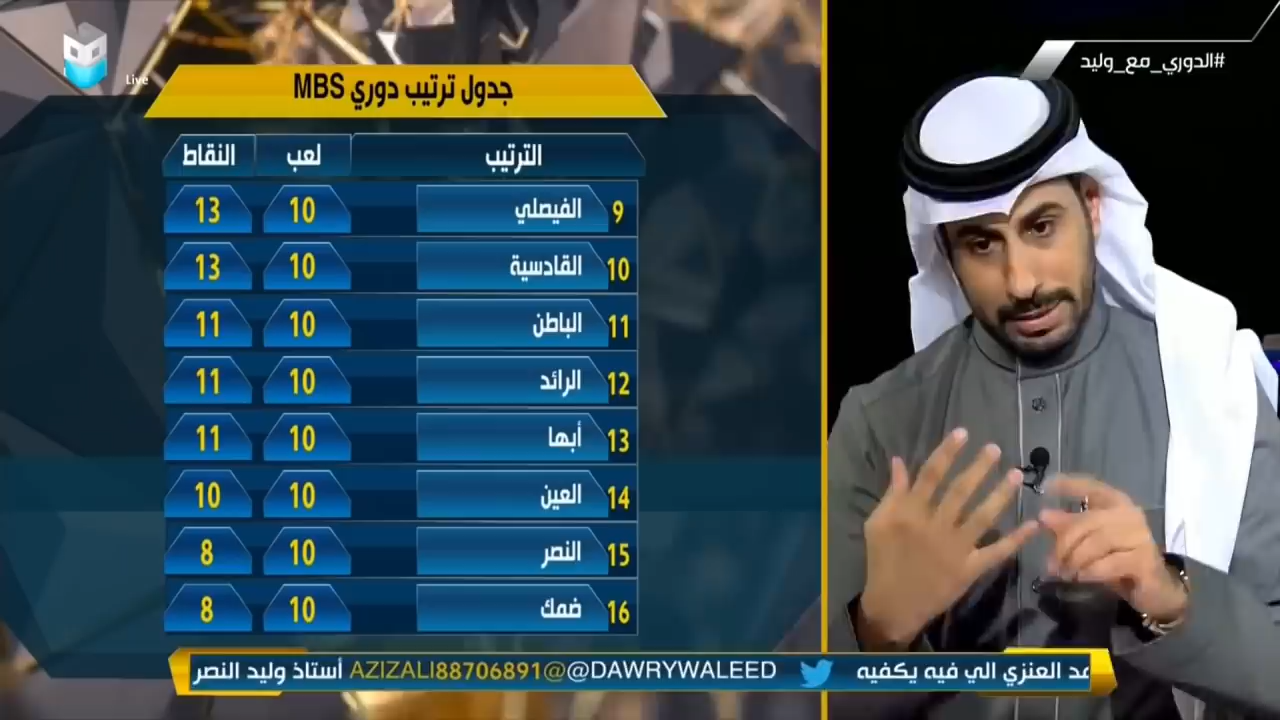 #الدوري_مع_وليد
Live
جدول ترتيب دوري MBS
الترتيب لعب النقاط
9 الفيصلي 10 13
10 القادسية 10 13
11 الباطن 10 11
12 الرائد 10 11
13 أبها 10 11
14 العين 10 10
15 النصر 10 8
16 ضمك 10 8
مد العنزي الي فيه يكفيه @DAWRYWALEED @AZIZALI88706891 أستاذ وليد النصر